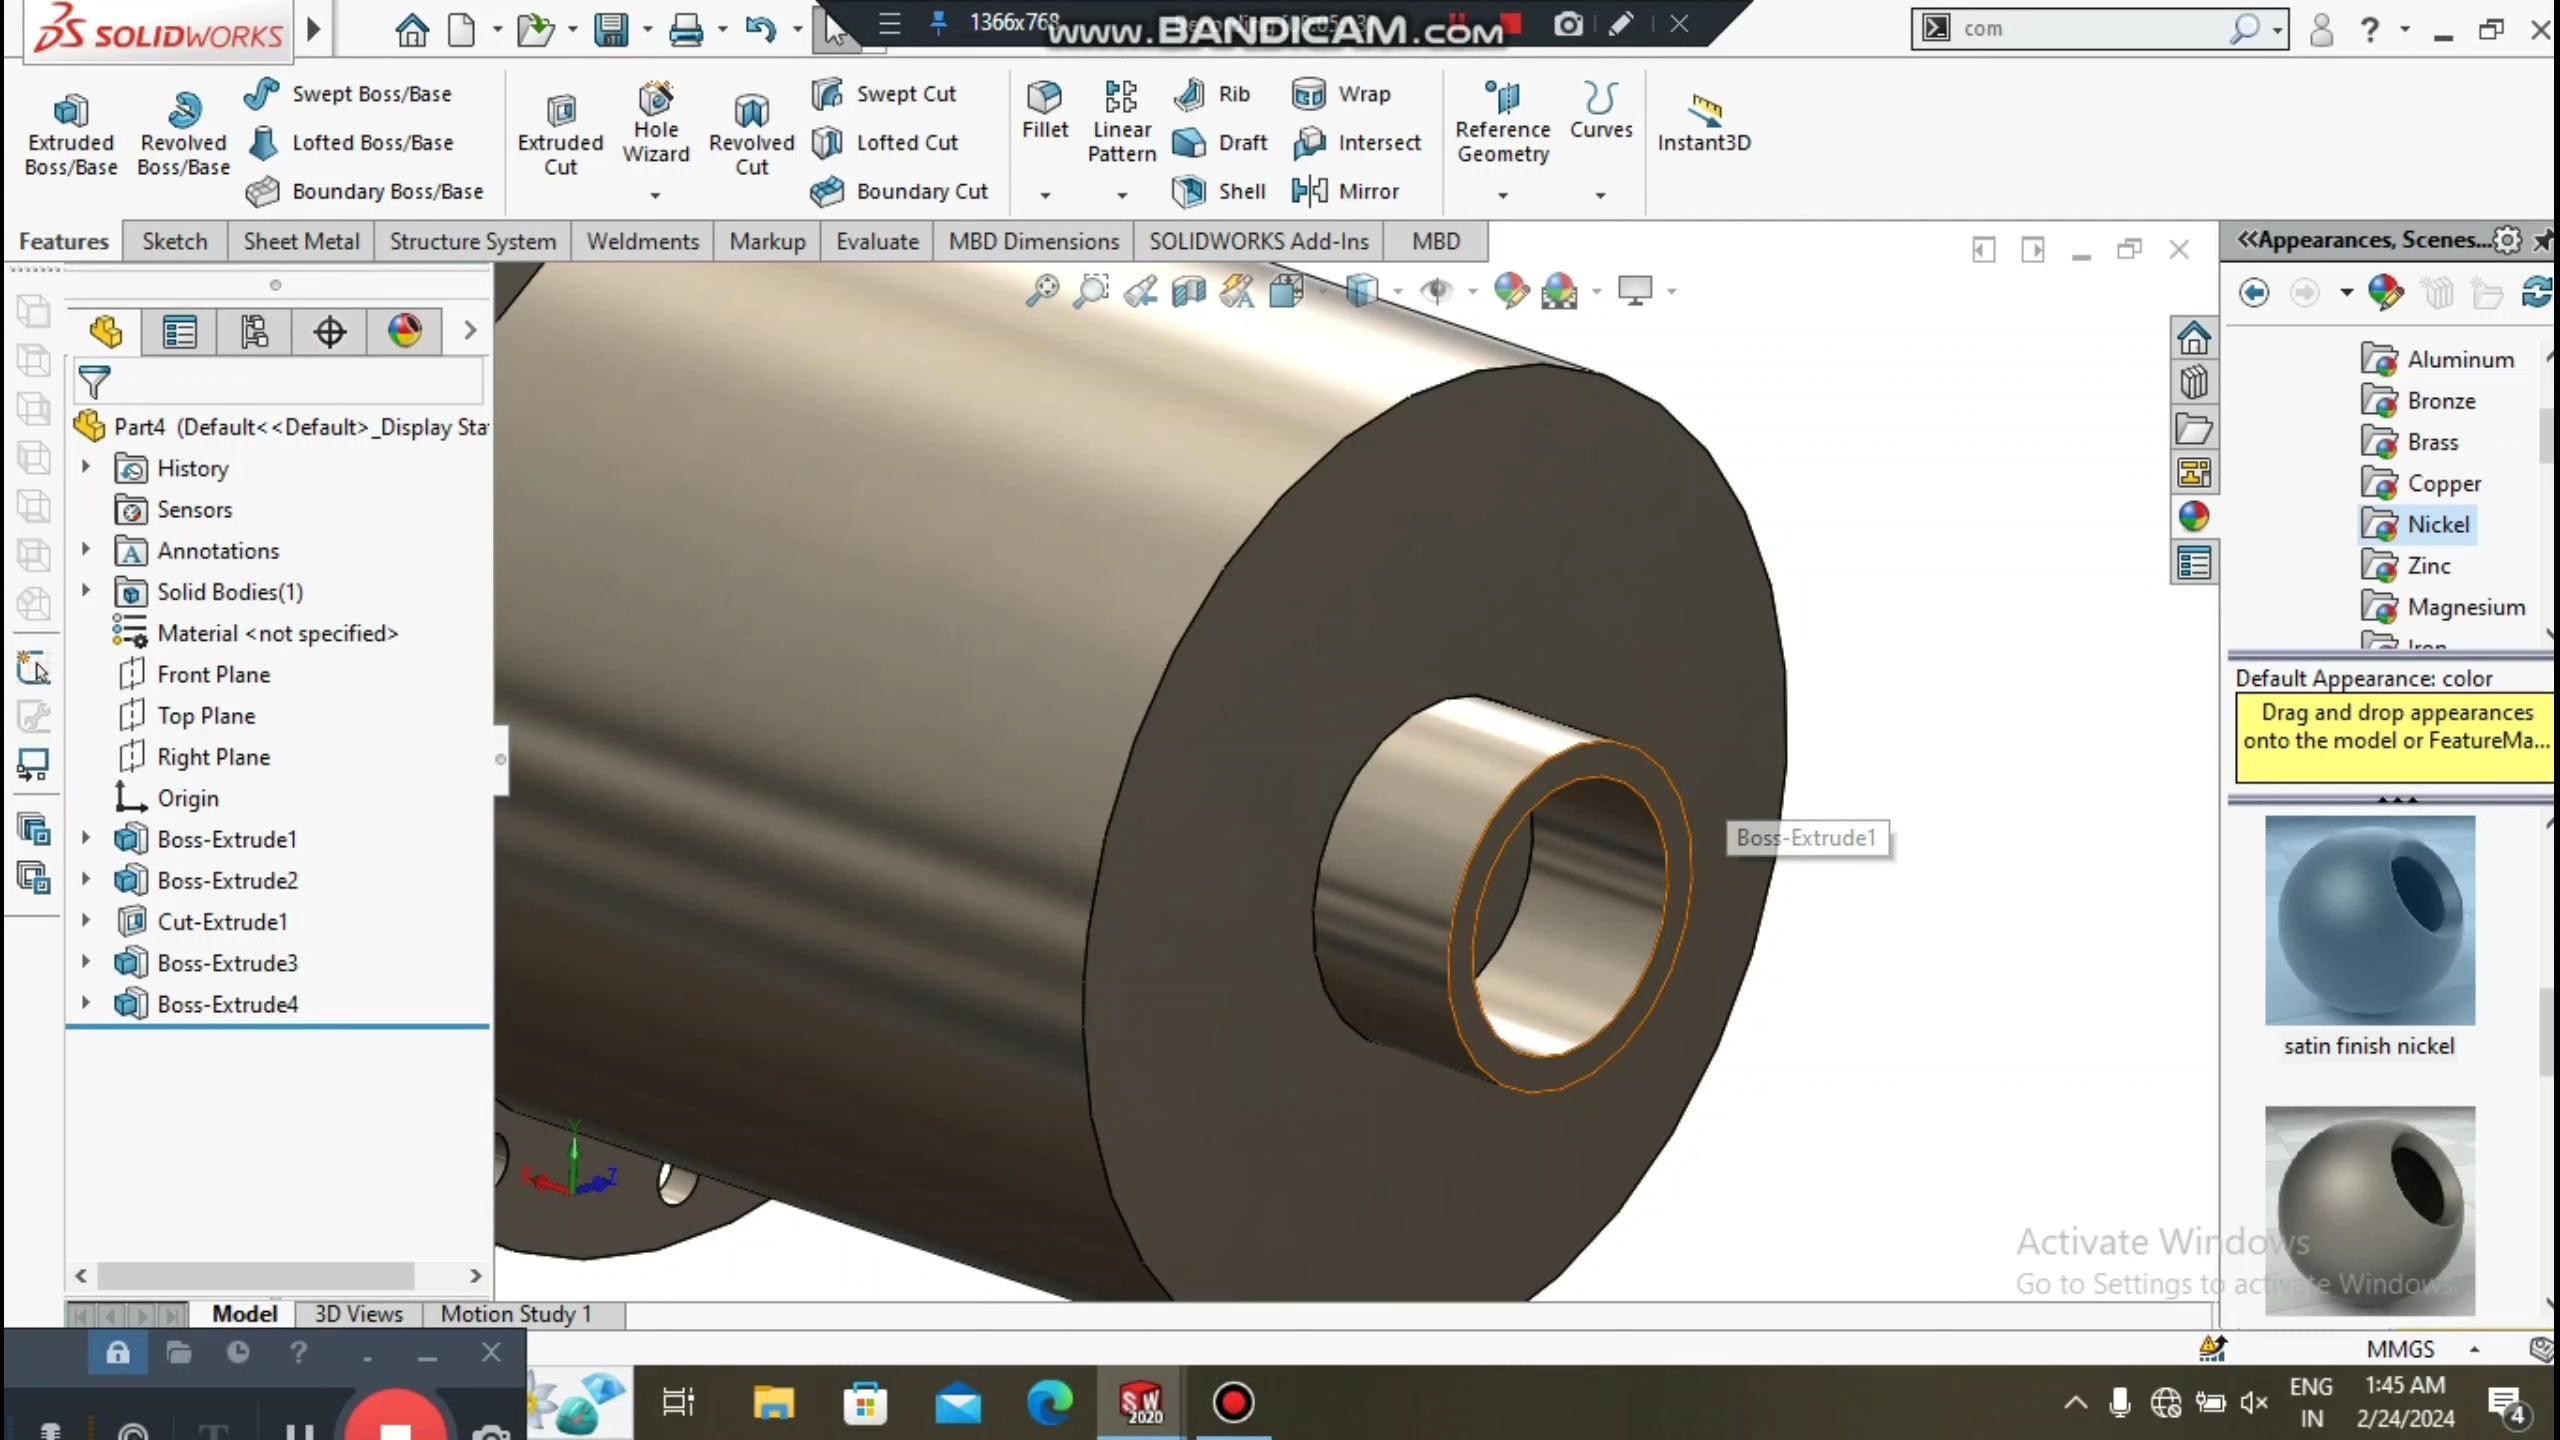 SOLIDWORKS
1366x768
www.BANDICAM.com
com
?
Extruded
Boss/Base
Revolved
Boss/Base
Swept Boss/Base
Lofted Boss/Base
Boundary Boss/Base
Extruded
Cut
Hole
Wizard
Revolved
Cut
Swept Cut
Lofted Cut
Boundary Cut
Fillet
Linear
Pattern
Rib
Draft
Shell
Wrap
Intersect
Mirror
Reference
Geometry
Curves
Instant3D
Features
Sketch
Sheet Metal
Structure System
Weldments
Markup
Evaluate
MBD Dimensions
SOLIDWORKS Add-Ins
MBD
Appearances, Scenes...
Part4 (Default<<Default>_Display Sta
History
Sensors
Annotations
Solid Bodies(1)
Material <not specified>
Front Plane
Top Plane
Right Plane
Origin
Boss-Extrude1
Boss-Extrude2
Cut-Extrude1
Boss-Extrude3
Boss-Extrude4
Boss-Extrude1
Y
Z
Aluminum
Bronze
Brass
Copper
Nickel
Zinc
Magnesium
Iron
Default Appearance: color
Drag and drop appearances
onto the model or FeatureMa...
satin finish nickel
Activate Windows
Go to Settings to activate Windows.
Model
3D Views
Motion Study 1
MMGS
?
SW
2020
ENG
IN
1:45 AM
2/24/2024
4